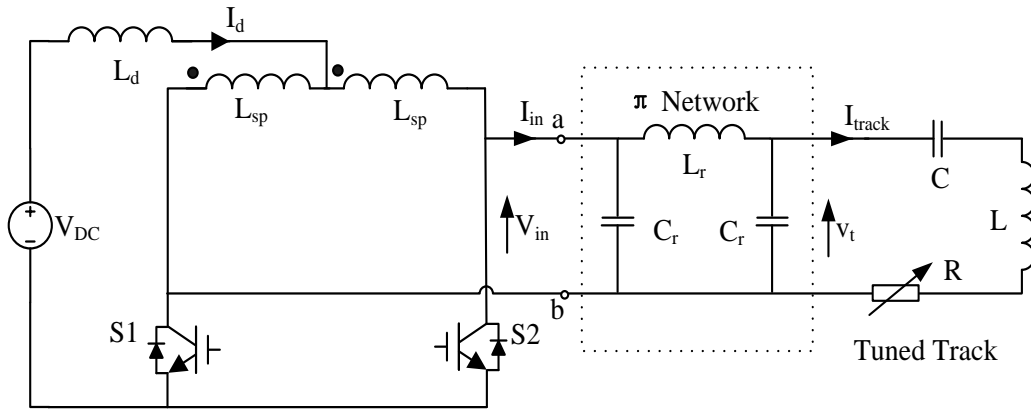 I_d
L_d
L_sp
L_sp
V_DC
S1
S2
I_in
a
V_in
b
π Network
L_r
C_r
C_r
I_track
v_t
C
L
R
Tuned Track